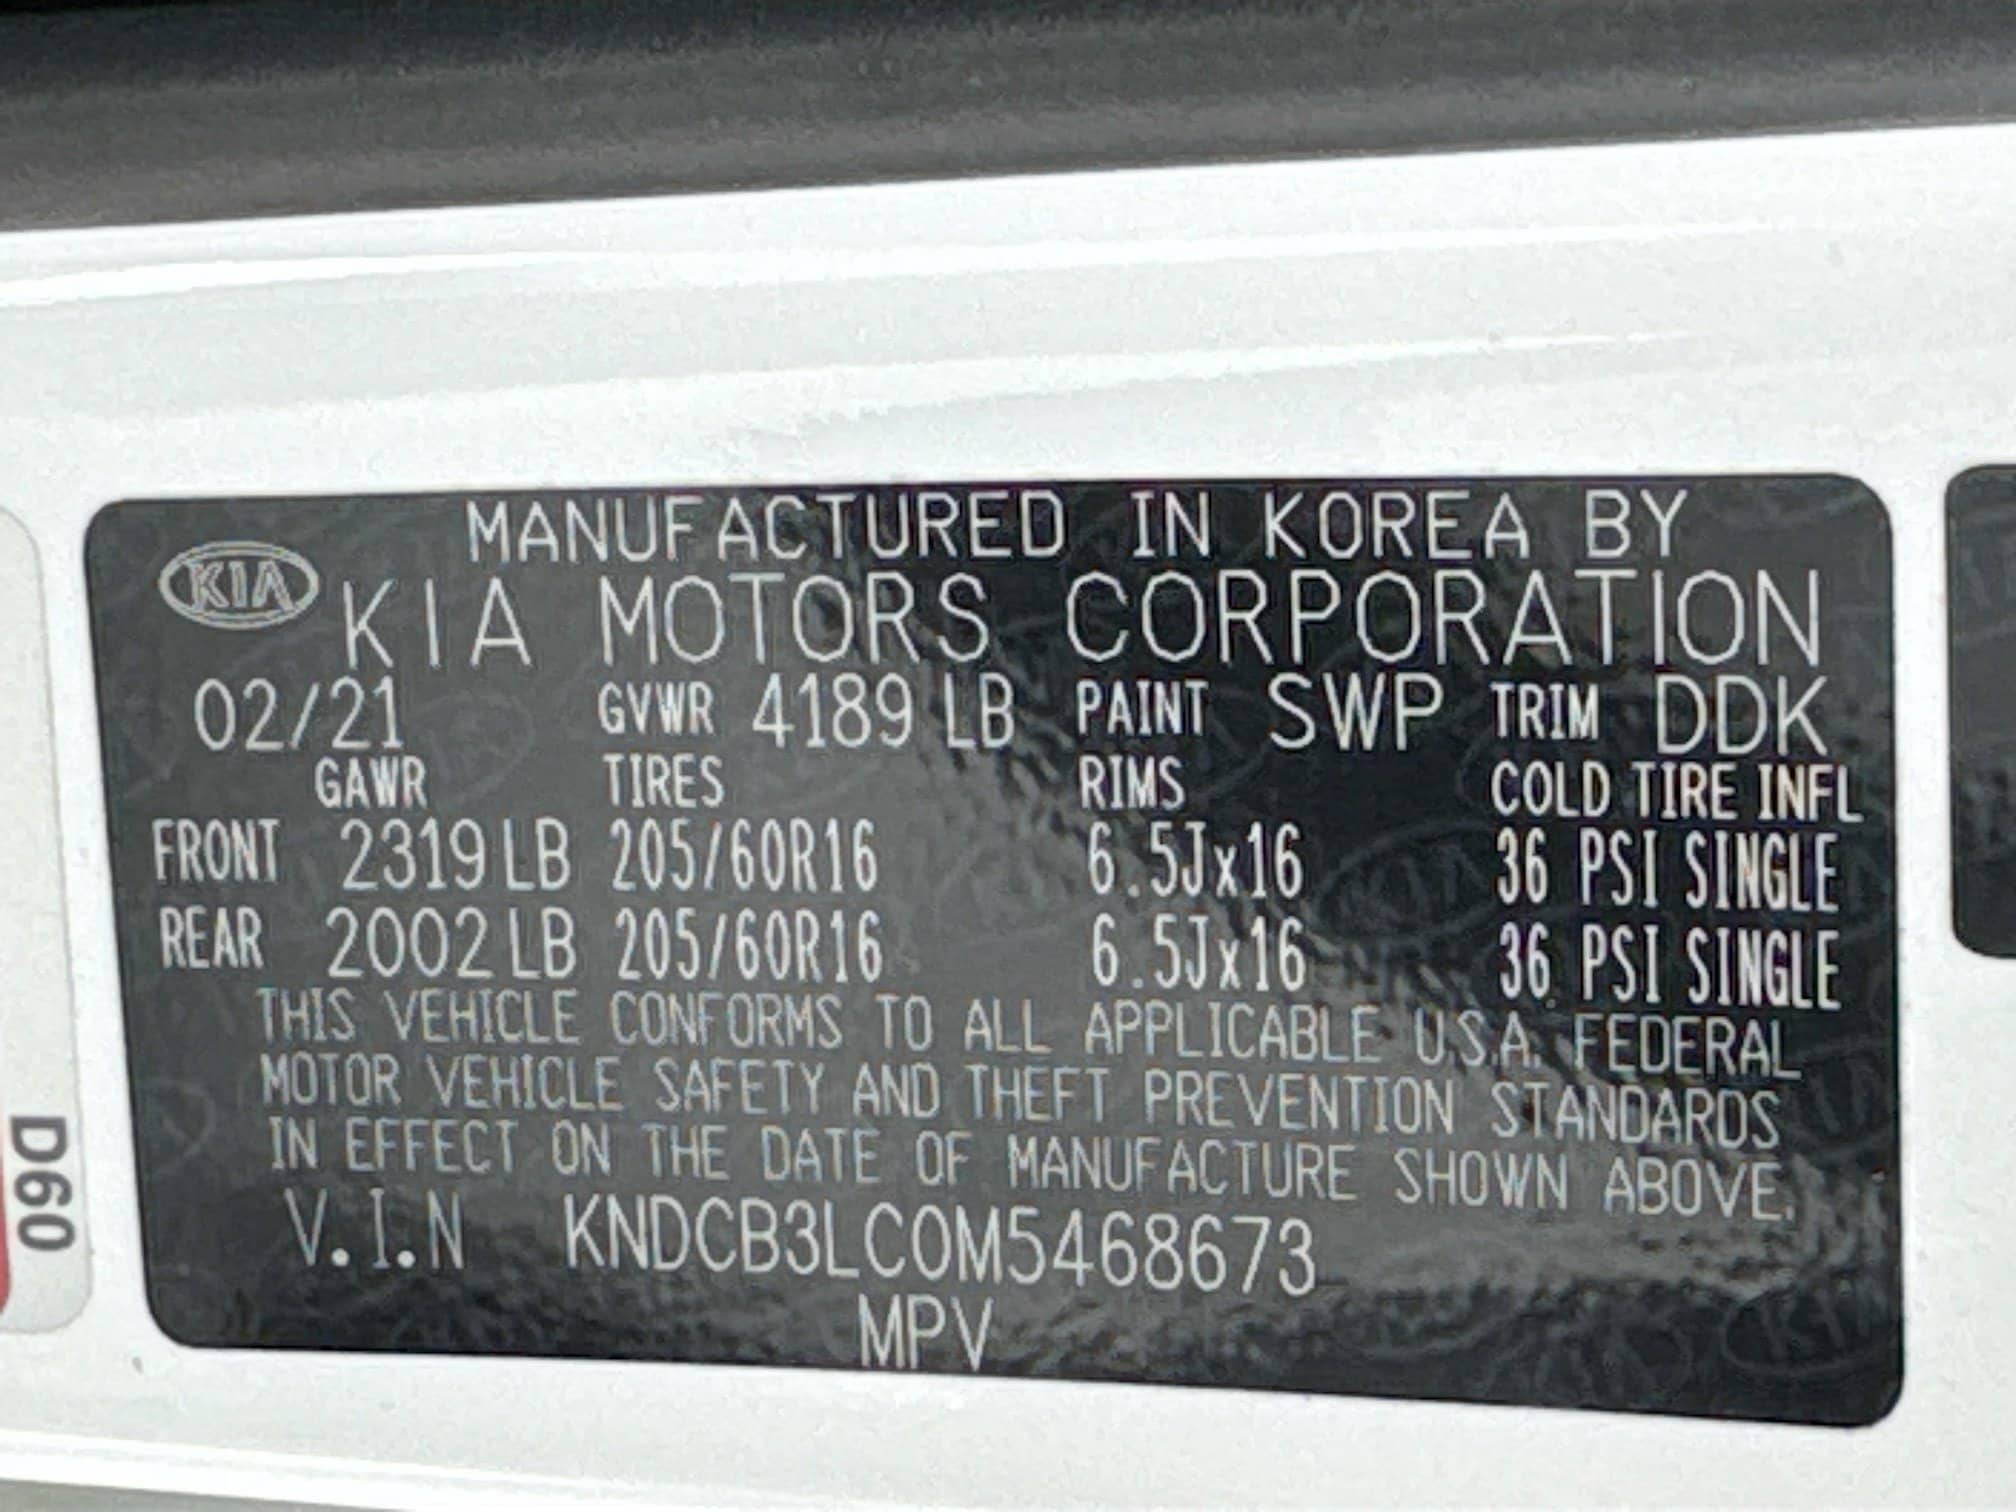 MANUFACTURED IN KOREA BY
KIA KIA MOTORS CORPORATION
02/21 GVWR 4189 LB PAINT SWP TRIM DDK
GAWR TIRES RIMS COLD TIRE INFL
FRONT 2319 LB 205/60R16 6.5Jx16 36 PSI SINGLE
REAR 2002 LB 205/60R16 6.5Jx16 36 PSI SINGLE
THIS VEHICLE CONFORMS TO ALL APPLICABLE U.S.A. FEDERAL
MOTOR VEHICLE SAFETY AND THEFT PREVENTION STANDARDS
IN EFFECT ON THE DATE OF MANUFACTURE SHOWN ABOVE.
V.I.N KNDCB3LC0M5468673
MPV
D60